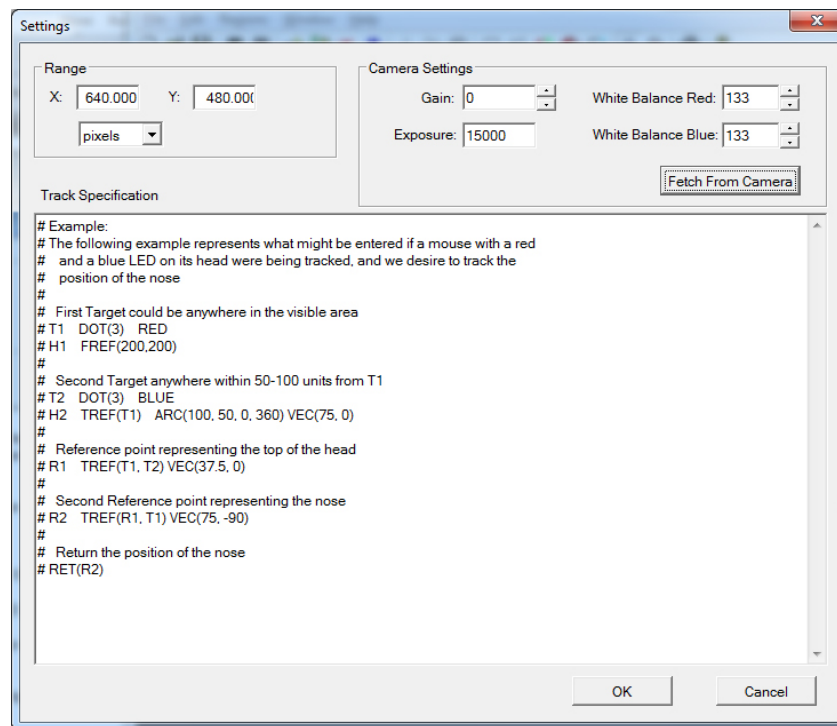 Settings
Range
X: 640.000 Y: 480.00(
pixels
Camera Settings
Gain: 0 White Balance Red: 133
Exposure: 15000 White Balance Blue: 133
Fetch From Camera
Track Specification
# Example:
# The following example represents what might be entered if a mouse with a red
# and a blue LED on its head were being tracked, and we desire to track the
# position of the nose
#
# First Target could be anywhere in the visible area
# T1 DOT(3) RED
# H1 FREF(200,200)
#
# Second Target anywhere within 50-100 units from T1
# T2 DOT(3) BLUE
# H2 TREF(T1) ARC(100, 50, 0, 360) VEC(75, 0)
#
# Reference point representing the top of the head
# R1 TREF(T1, T2) VEC(37.5, 0)
#
# Second Reference point representing the nose
# R2 TREF(R1, T1) VEC(75, -90)
#
# Return the position of the nose
# RET(R2)
OK Cancel